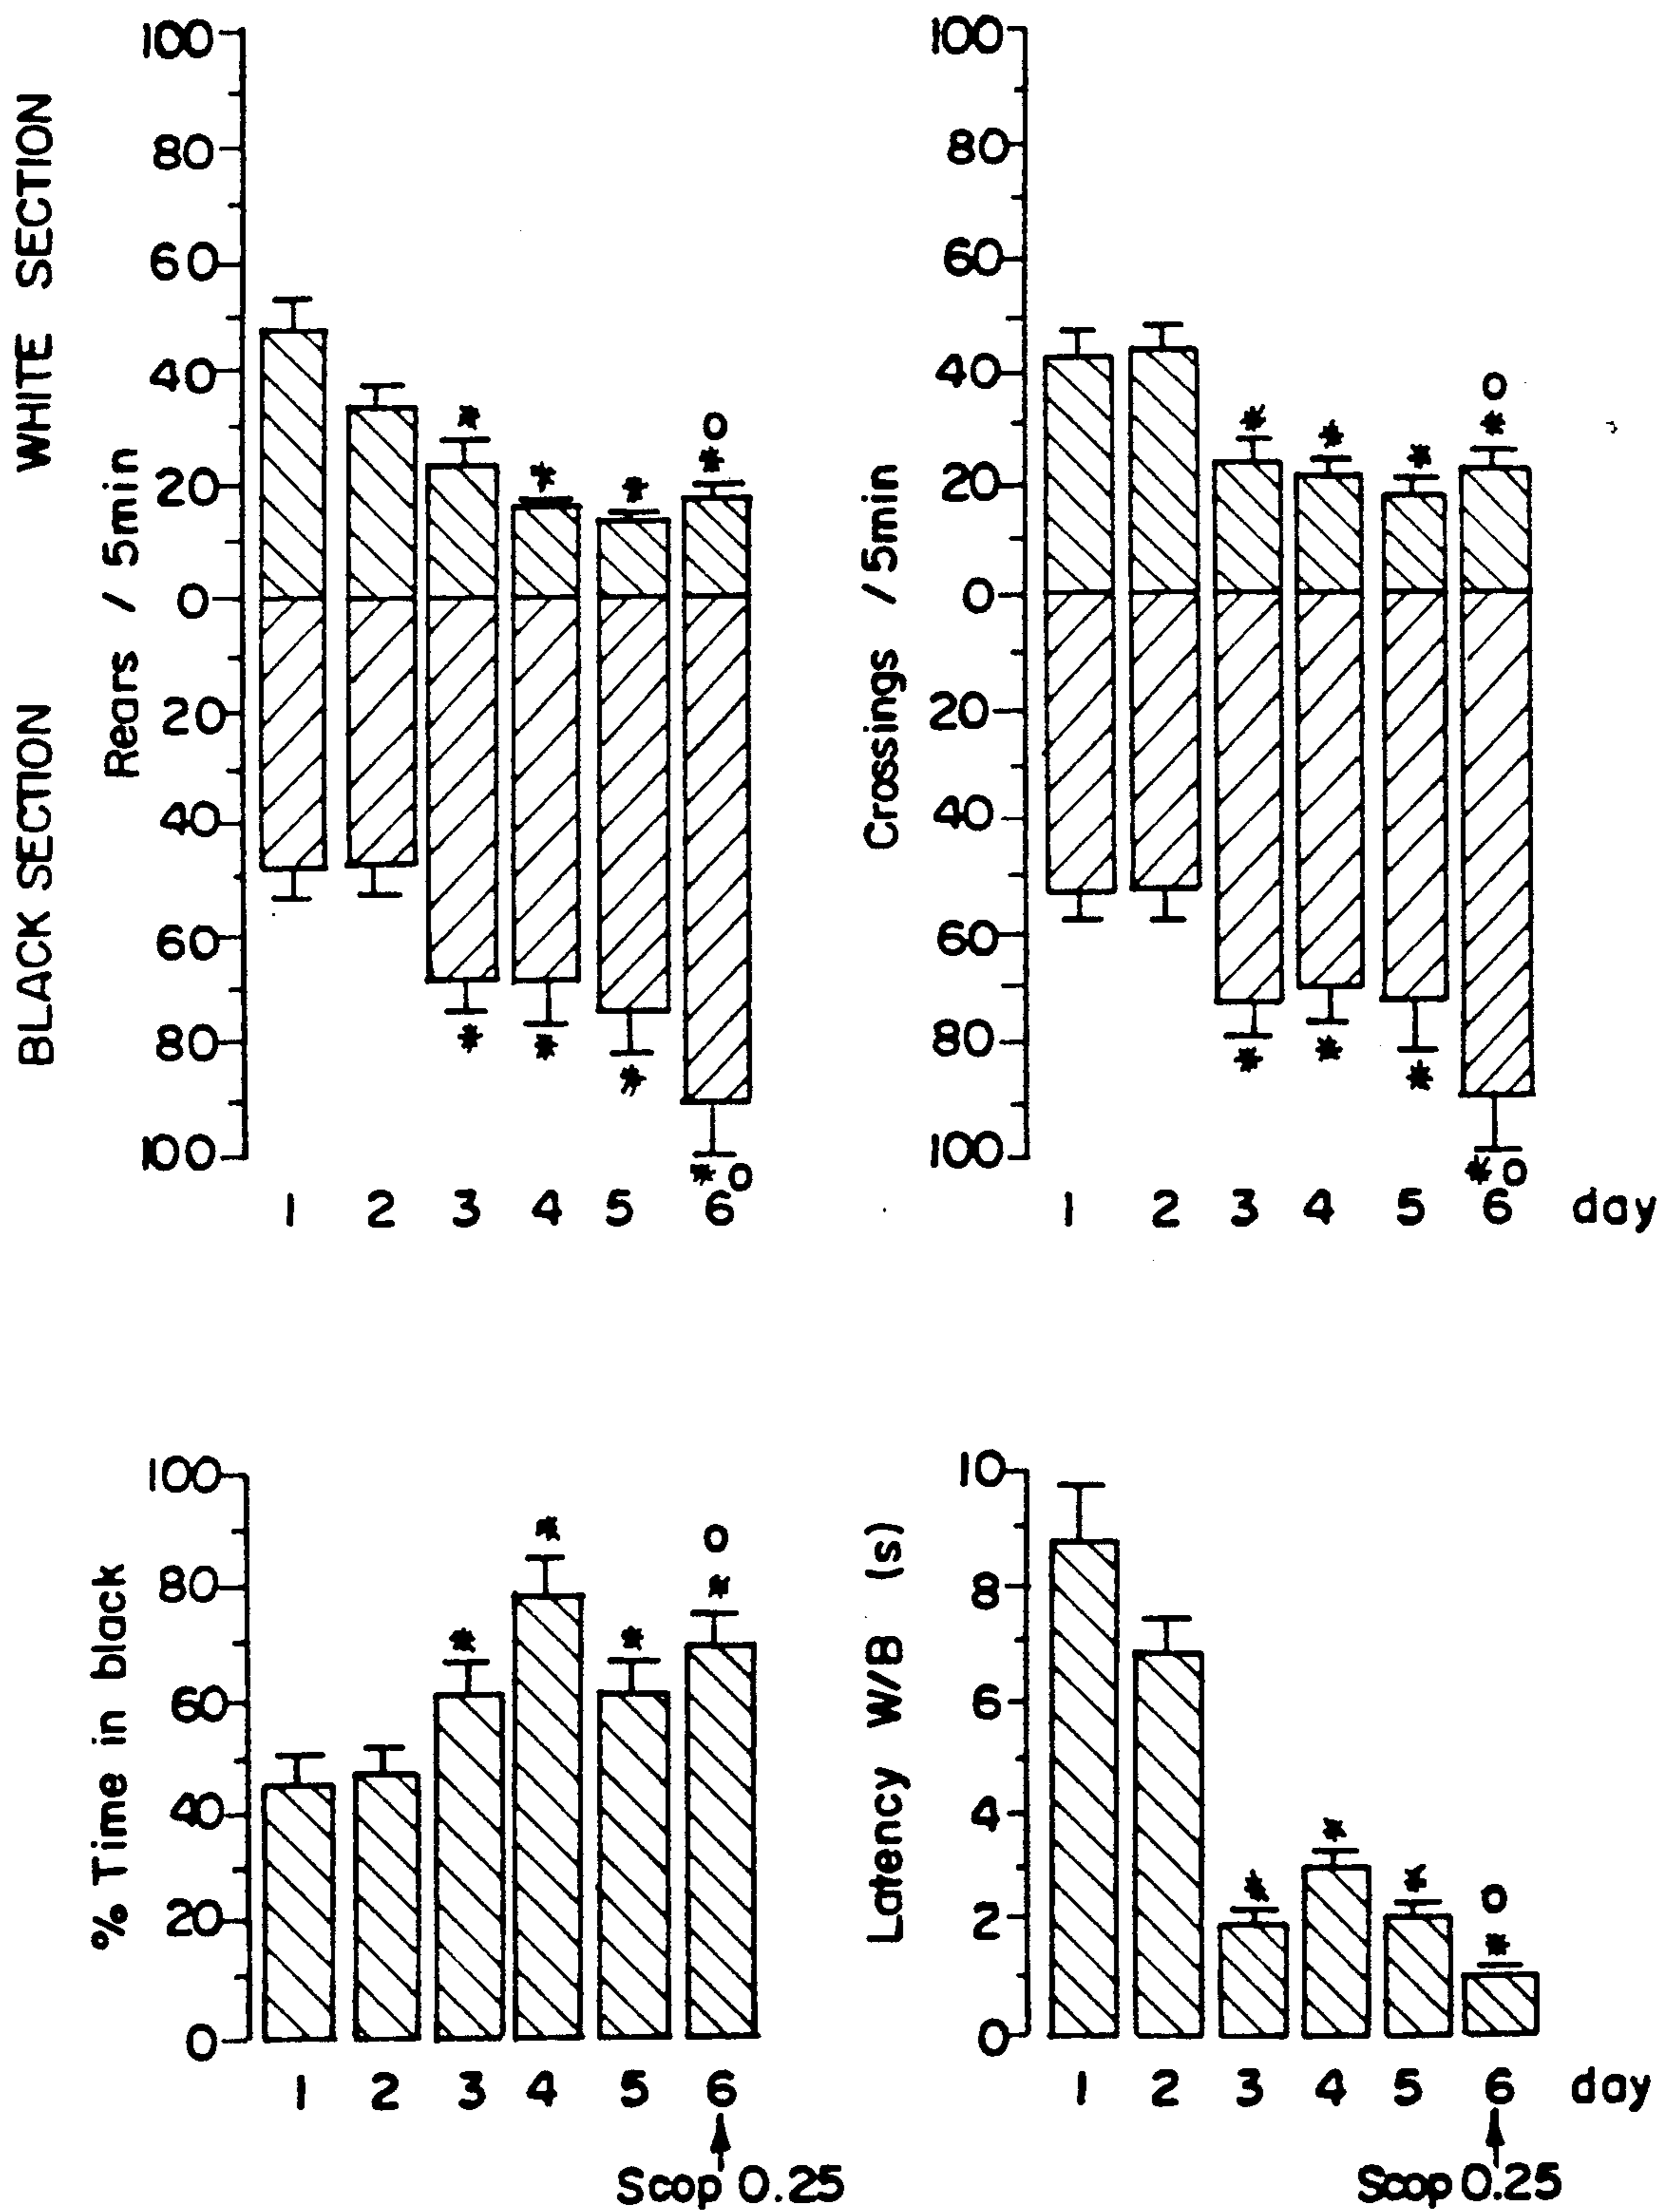 WHITE SECTION
BLACK SECTION
Rears / 5min
100
80
60
40
20
0
20
40
60
80
100
* * * o *
* * * * o
1 2 3 4 5 6
Crossings / 5min
100
80
60
40
20
0
20
40
60
80
100
* * * o *
* * * * o
1 2 3 4 5 6 day
% Time in black
100
80
60
40
20
0
* * * o *
1 2 3 4 5 6
Scop 0.25
Latency W/B (s)
10
8
6
4
2
0
* * * o *
1 2 3 4 5 6 day
Scop 0.25